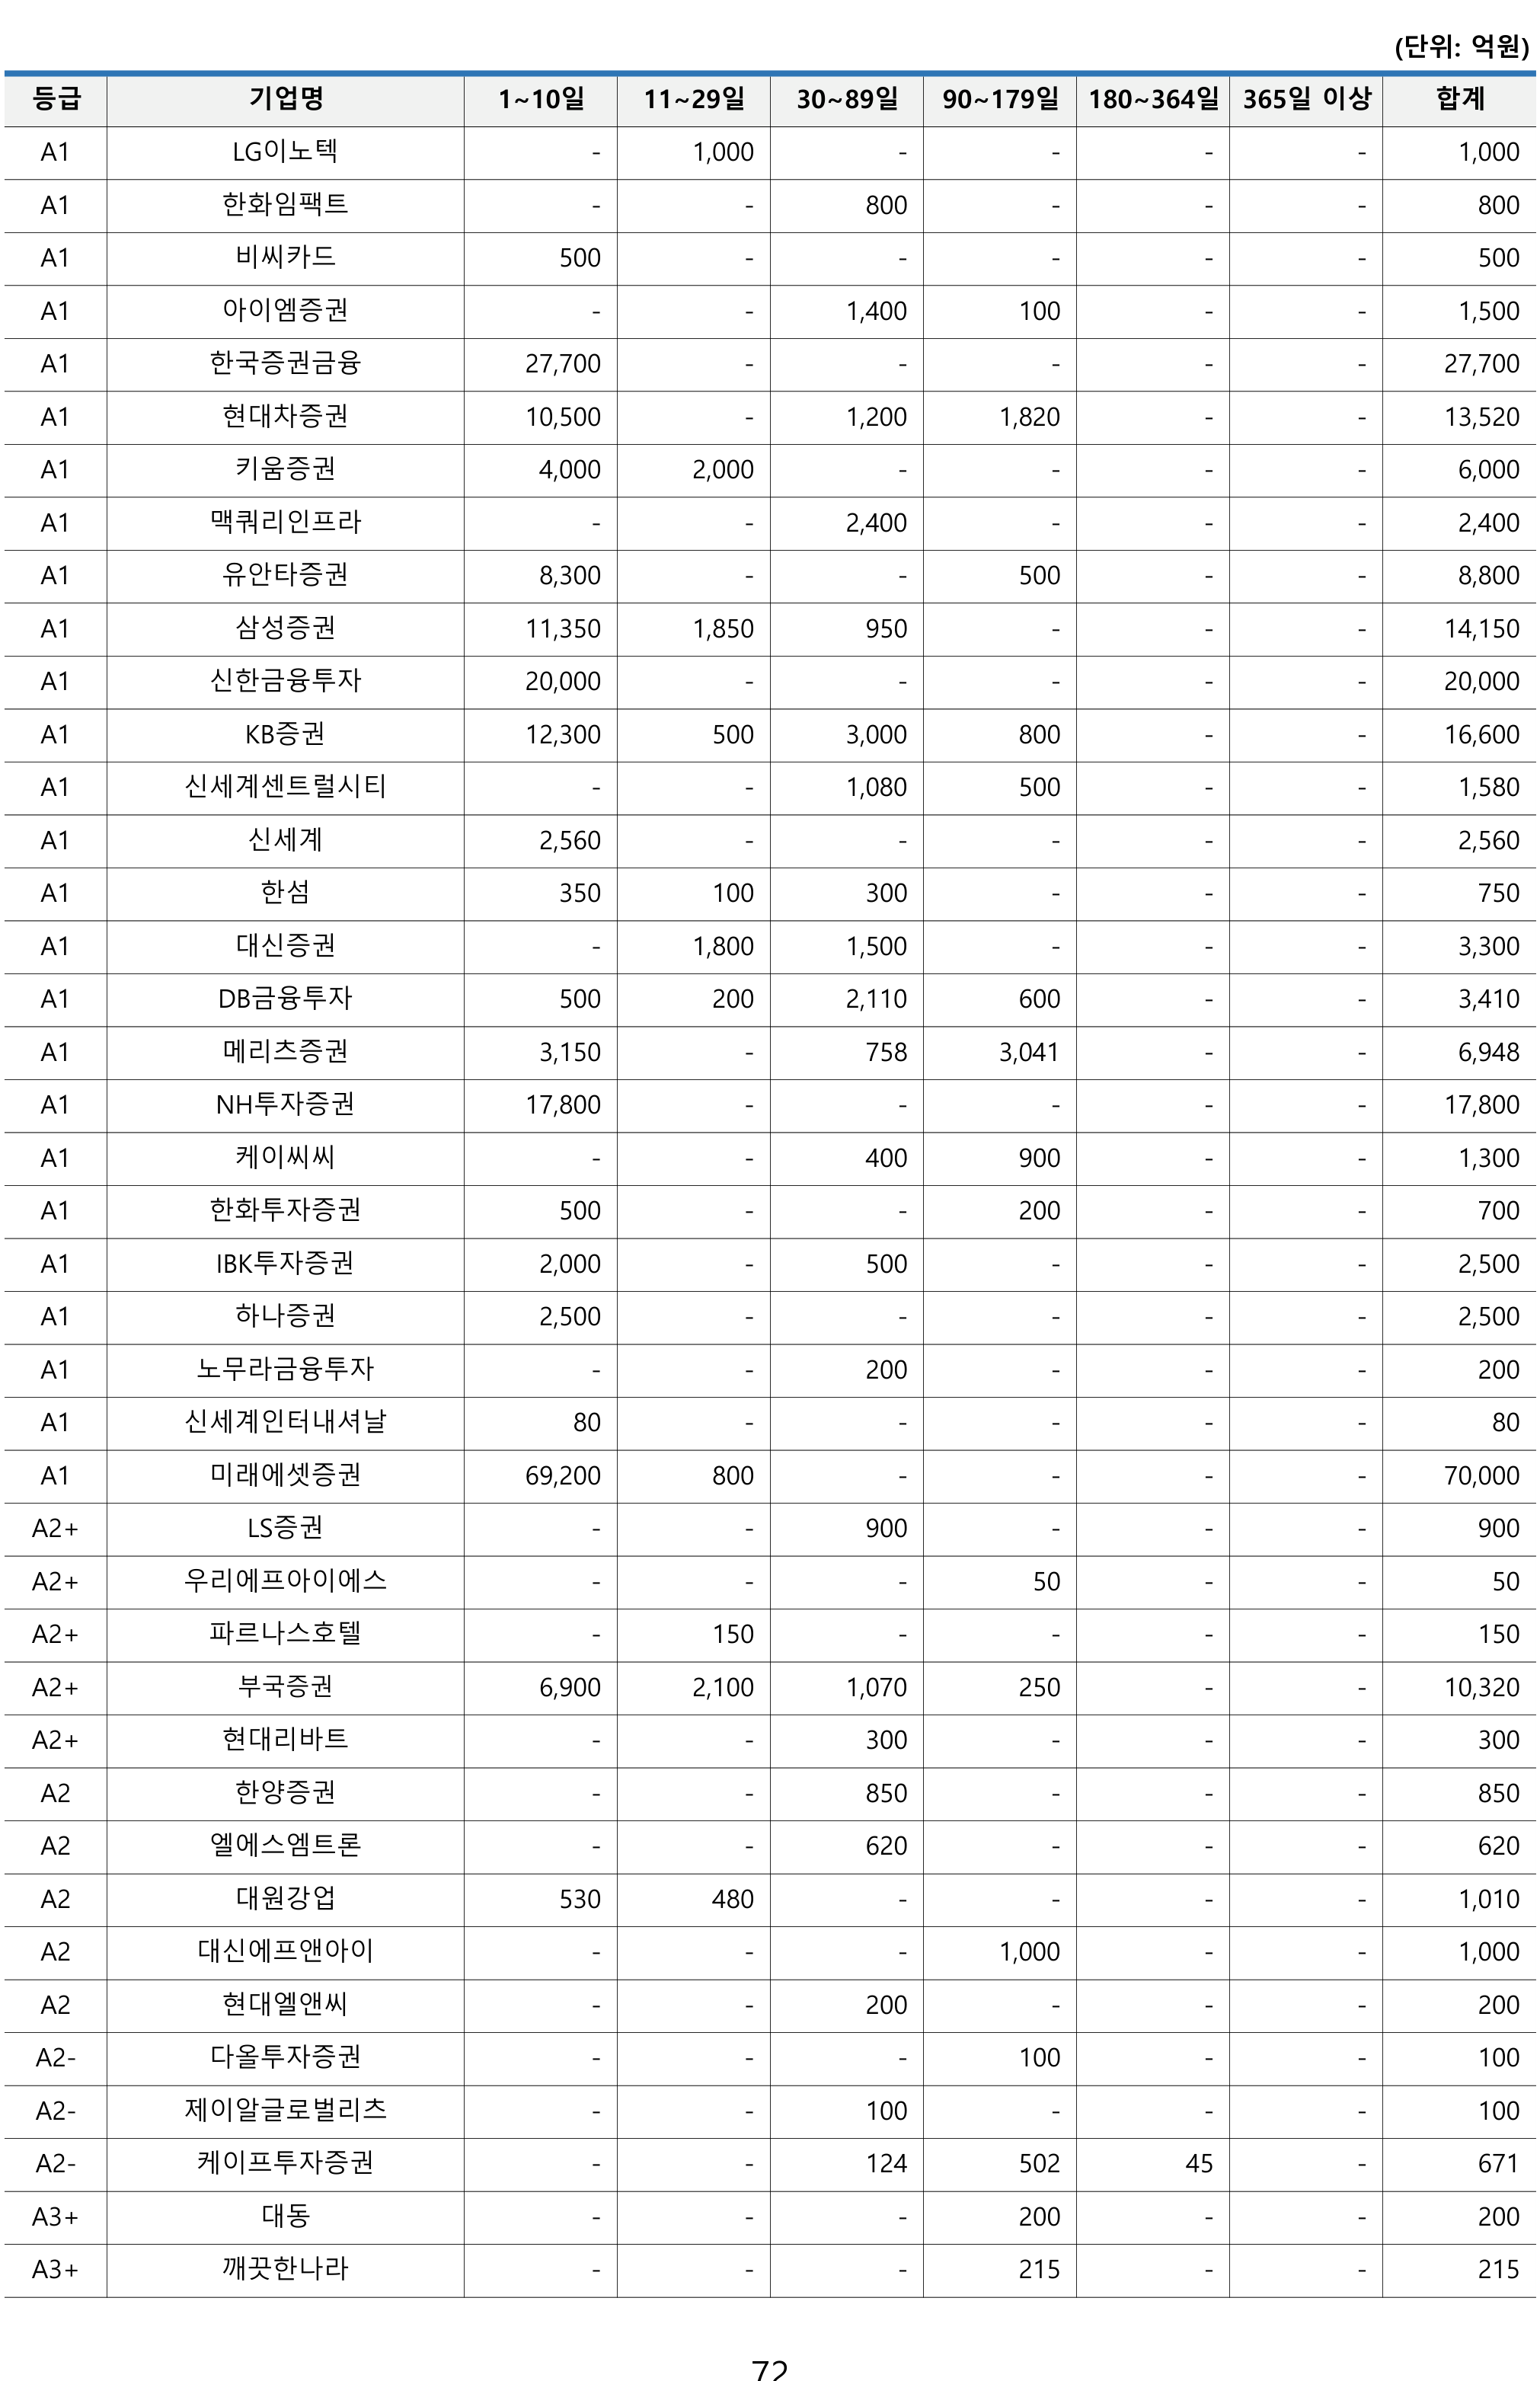 (단위: 억원)
등급 기업명 1~10일 11~29일 30~89일 90~179일 180~364일 365일 이상 합계
A1 LG이노텍 - 1,000 - - - - 1,000
A1 한화임팩트 - - 800 - - - 800
A1 비씨카드 500 - - - - - 500
A1 아이엠증권 - - 1,400 100 - - 1,500
A1 한국증권금융 27,700 - - - - - 27,700
A1 현대차증권 10,500 - 1,200 1,820 - - 13,520
A1 키움증권 4,000 2,000 - - - - 6,000
A1 맥쿼리인프라 - - 2,400 - - - 2,400
A1 유안타증권 8,300 - - 500 - - 8,800
A1 삼성증권 11,350 1,850 950 - - - 14,150
A1 신한금융투자 20,000 - - - - - 20,000
A1 KB증권 12,300 500 3,000 800 - - 16,600
A1 신세계센트럴시티 - - 1,080 500 - - 1,580
A1 신세계 2,560 - - - - - 2,560
A1 한섬 350 100 300 - - - 750
A1 대신증권 - 1,800 1,500 - - - 3,300
A1 DB금융투자 500 200 2,110 600 - - 3,410
A1 메리츠증권 3,150 - 758 3,041 - - 6,948
A1 NH투자증권 17,800 - - - - - 17,800
A1 케이씨씨 - - 400 900 - - 1,300
A1 한화투자증권 500 - - 200 - - 700
A1 IBK투자증권 2,000 - 500 - - - 2,500
A1 하나증권 2,500 - - - - - 2,500
A1 노무라금융투자 - - 200 - - - 200
A1 신세계인터내셔날 80 - - - - - 80
A1 미래에셋증권 69,200 800 - - - - 70,000
A2+ LS증권 - - 900 - - - 900
A2+ 우리에프아이에스 - - - 50 - - 50
A2+ 파르나스호텔 - 150 - - - - 150
A2+ 부국증권 6,900 2,100 1,070 250 - - 10,320
A2+ 현대리바트 - - 300 - - - 300
A2 한양증권 - - 850 - - - 850
A2 엘에스엠트론 - - 620 - - - 620
A2 대원강업 530 480 - - - - 1,010
A2 대신에프앤아이 - - - 1,000 - - 1,000
A2 현대엘앤씨 - - 200 - - - 200
A2- 다올투자증권 - - - 100 - - 100
A2- 제이알글로벌리츠 - - 100 - - - 100
A2- 케이프투자증권 - - 124 502 45 - 671
A3+ 대동 - - - 200 - - 200
A3+ 깨끗한나라 - - - 215 - - 215
72